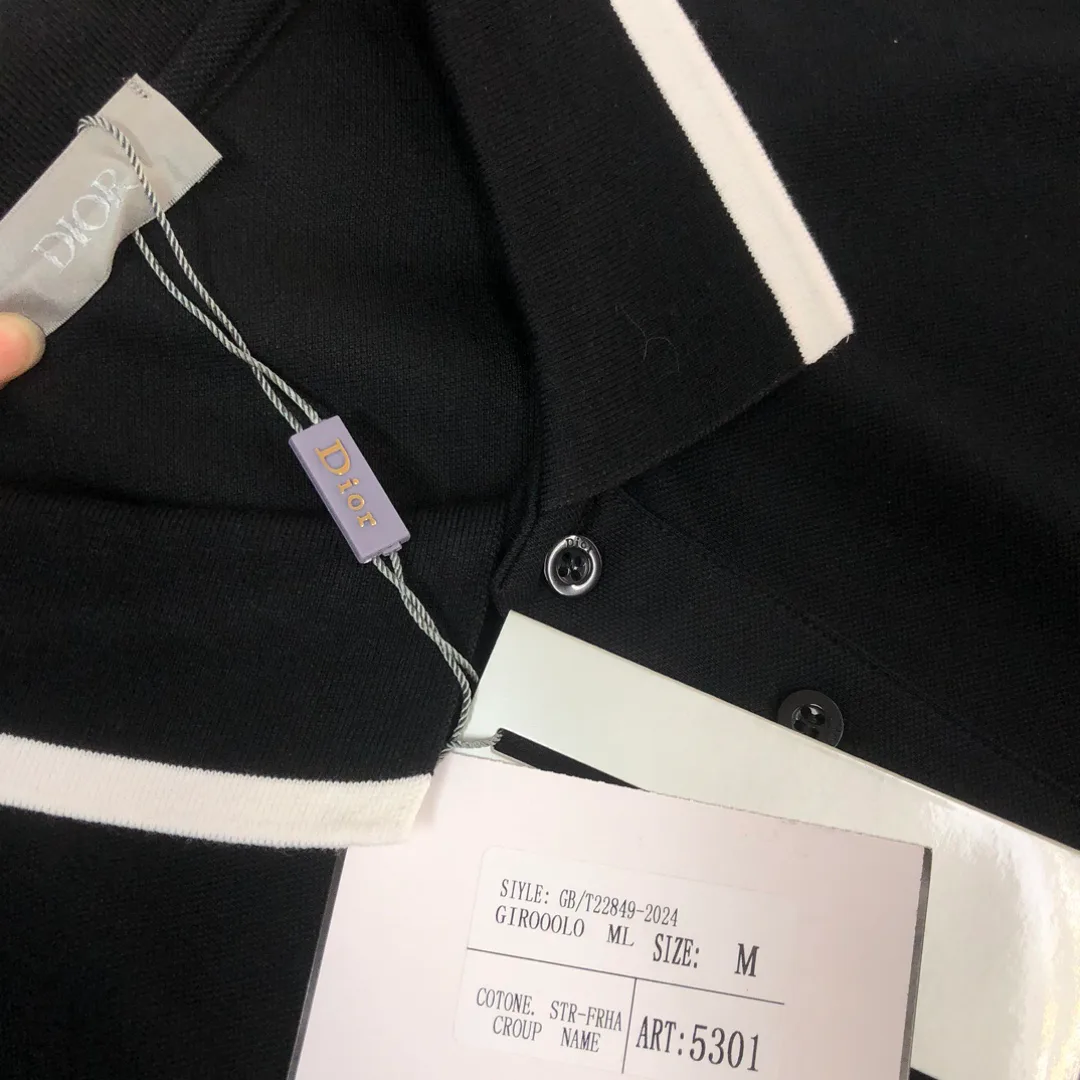 DIOR
Dior
Dior
SIYLE: GB/T22849-2024
GIROOOLO ML SIZE: M
COTONE. STR-FRHA
CROUP NAME
ART:5301